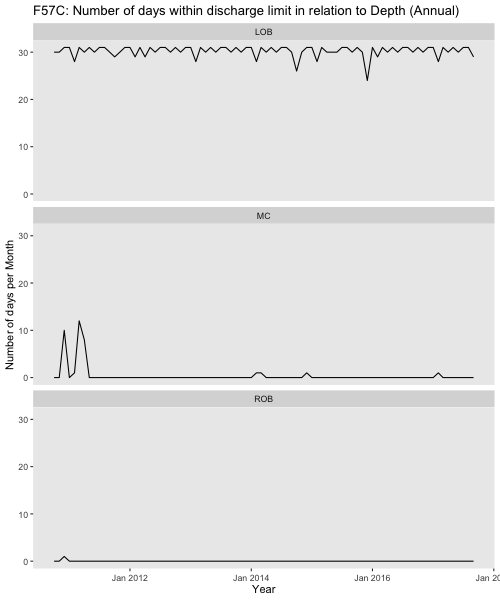 F57C: Number of days within discharge limit in relation to Depth (Annual)
LOB
30
20
10
0
MC
30
20
10
0
ROB
30
20
10
0
Number of days per Month
Jan 2012
Jan 2014
Jan 2016
Jan 20
Year